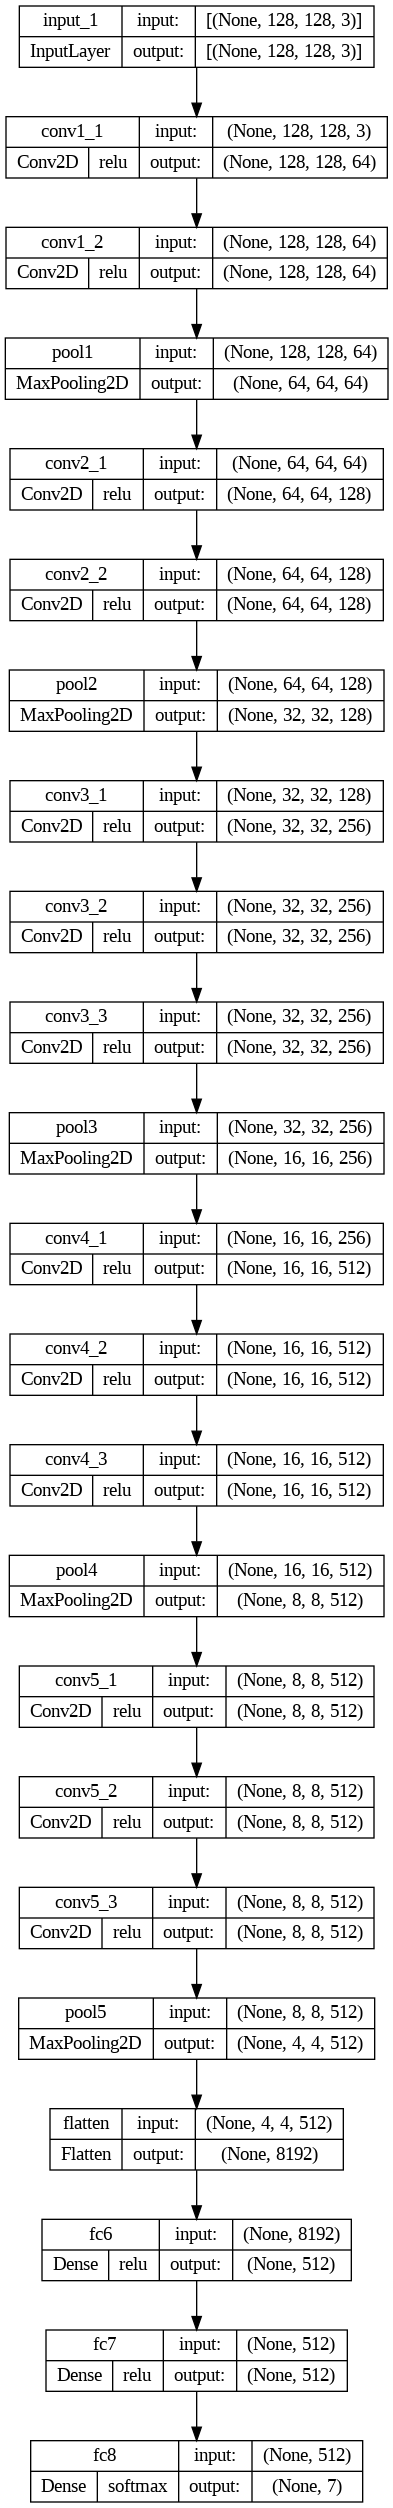 input_1 input: [(None, 128, 128, 3)]
InputLayer output: [(None, 128, 128, 3)]
conv1_1 input: (None, 128, 128, 3)
Conv2D relu output: (None, 128, 128, 64)
conv1_2 input: (None, 128, 128, 64)
Conv2D relu output: (None, 128, 128, 64)
pool1 input: (None, 128, 128, 64)
MaxPooling2D output: (None, 64, 64, 64)
conv2_1 input: (None, 64, 64, 64)
Conv2D relu output: (None, 64, 64, 128)
conv2_2 input: (None, 64, 64, 128)
Conv2D relu output: (None, 64, 64, 128)
pool2 input: (None, 64, 64, 128)
MaxPooling2D output: (None, 32, 32, 128)
conv3_1 input: (None, 32, 32, 128)
Conv2D relu output: (None, 32, 32, 256)
conv3_2 input: (None, 32, 32, 256)
Conv2D relu output: (None, 32, 32, 256)
conv3_3 input: (None, 32, 32, 256)
Conv2D relu output: (None, 32, 32, 256)
pool3 input: (None, 32, 32, 256)
MaxPooling2D output: (None, 16, 16, 256)
conv4_1 input: (None, 16, 16, 256)
Conv2D relu output: (None, 16, 16, 512)
conv4_2 input: (None, 16, 16, 512)
Conv2D relu output: (None, 16, 16, 512)
conv4_3 input: (None, 16, 16, 512)
Conv2D relu output: (None, 16, 16, 512)
pool4 input: (None, 16, 16, 512)
MaxPooling2D output: (None, 8, 8, 512)
conv5_1 input: (None, 8, 8, 512)
Conv2D relu output: (None, 8, 8, 512)
conv5_2 input: (None, 8, 8, 512)
Conv2D relu output: (None, 8, 8, 512)
conv5_3 input: (None, 8, 8, 512)
Conv2D relu output: (None, 8, 8, 512)
pool5 input: (None, 8, 8, 512)
MaxPooling2D output: (None, 4, 4, 512)
flatten input: (None, 4, 4, 512)
Flatten output: (None, 8192)
fc6 input: (None, 8192)
Dense relu output: (None, 512)
fc7 input: (None, 512)
Dense relu output: (None, 512)
fc8 input: (None, 512)
Dense softmax output: (None, 7)